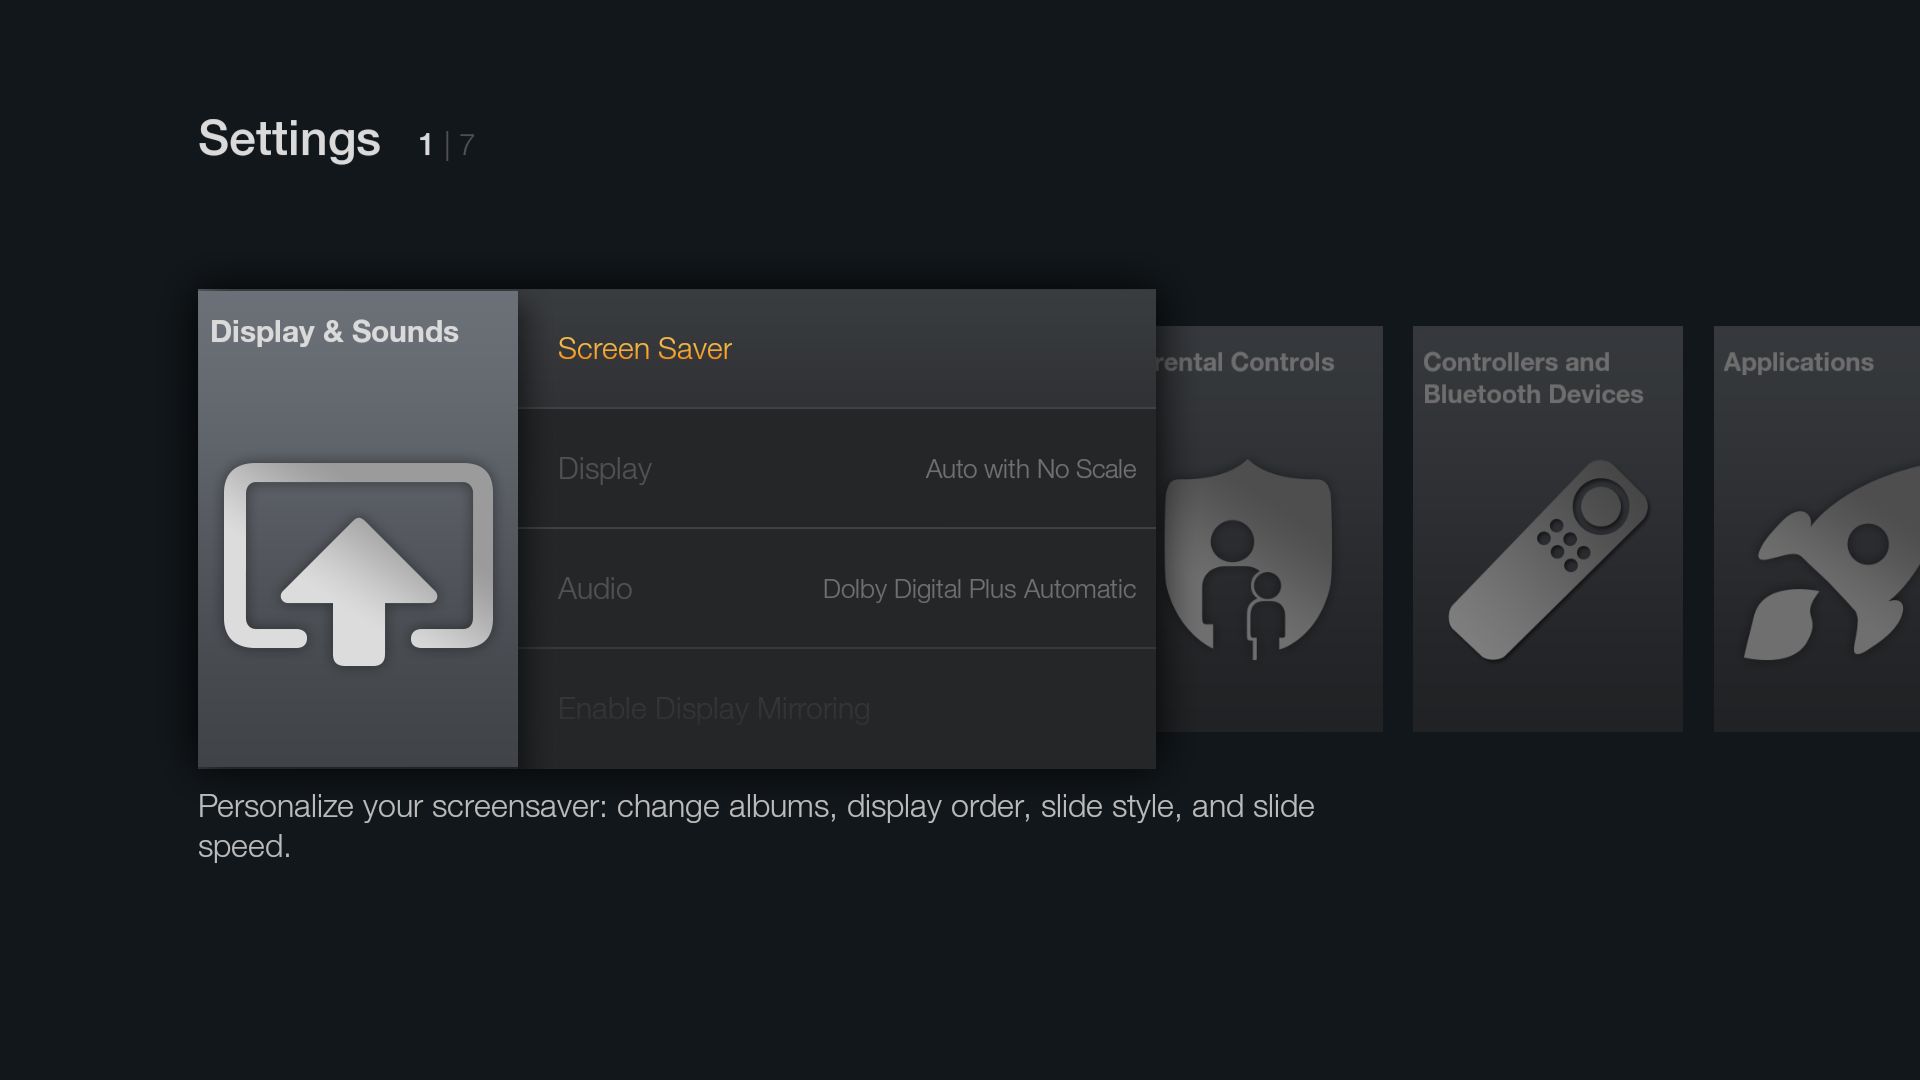 Settings 1 | 7
Display & Sounds
Screen Saver
Display Auto with No Scale
Audio Dolby Digital Plus Automatic
Enable Display Mirroring
rental Controls
Controllers and
Bluetooth Devices
Applications
Personalize your screensaver: change albums, display order, slide style, and slide
speed.